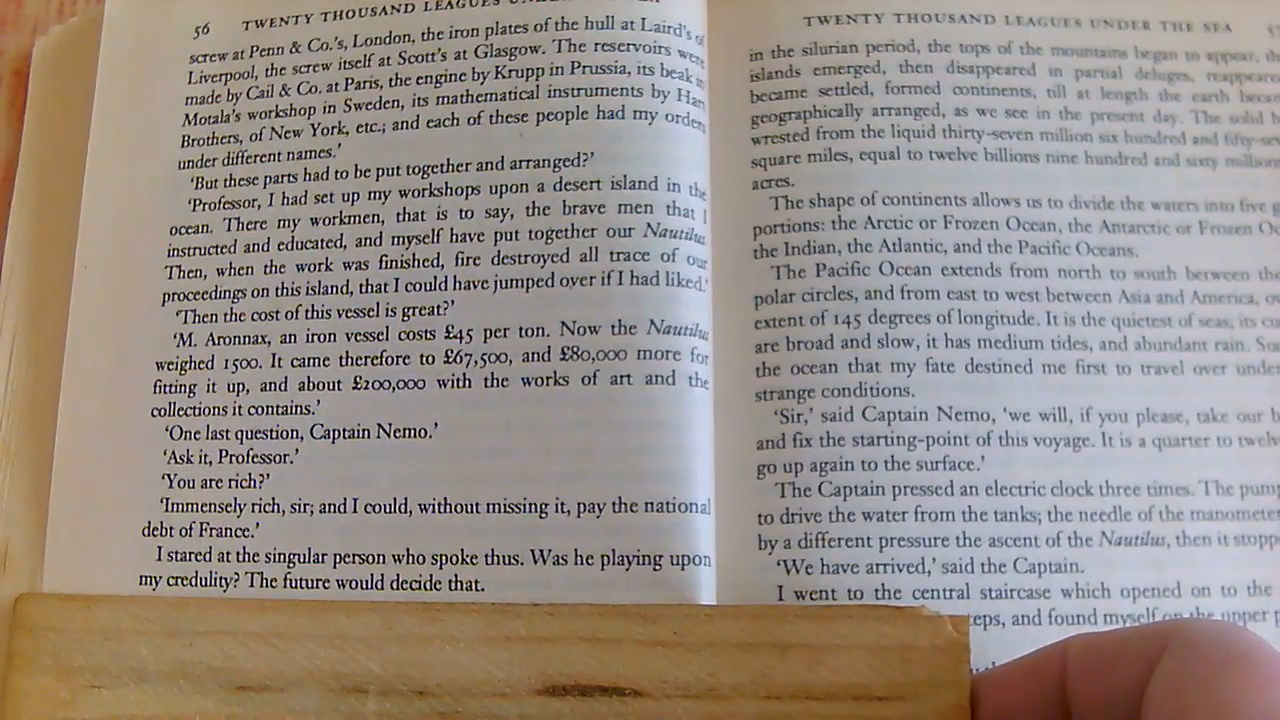 56 TWENTY THOUSAND LEAGUES
screw at Penn & Co.'s, London, the iron plates of the hull at Laird's of
Liverpool, the screw itself at Scott's at Glasgow. The reservoirs were
made by Cail & Co. at Paris, the engine by Krupp in Prussia, its beak in
Motala's workshop in Sweden, its mathematical instruments by Hart
Brothers, of New York, etc.; and each of these people had my orders
under different names.'
'But these parts had to be put together and arranged?'
'Professor, I had set up my workshops upon a desert island in the
ocean. There my workmen, that is to say, the brave men that I
instructed and educated, and myself have put together our Nautilus.
Then, when the work was finished, fire destroyed all trace of our
proceedings on this island, that I could have jumped over if I had liked.'
'Then the cost of this vessel is great?'
'M. Aronnax, an iron vessel costs £45 per ton. Now the Nautilus
weighed 1500. It came therefore to £67,500, and £80,000 more for
fitting it up, and about £200,000 with the works of art and the
collections it contains.'
'One last question, Captain Nemo.'
'Ask it, Professor.'
'You are rich?'
'Immensely rich, sir; and I could, without missing it, pay the national
debt of France.'
I stared at the singular person who spoke thus. Was he playing upon
my credulity? The future would decide that.
TWENTY THOUSAND LEAGUES UNDER THE SEA
in the silurian period, the tops of the mountains began to appear, the
islands emerged, then disappeared in partial deluges, reappeared,
became settled, formed continents, till at length the earth became
geographically arranged, as we see in the present day. The solid
wrested from the liquid thirty-seven million six hundred and
square miles, equal to twelve billions nine hundred and sixty millions
acres.
The shape of continents allows us to divide the waters into five
portions: the Arctic or Frozen Ocean, the Antarctic or Frozen
the Indian, the Atlantic, and the Pacific Oceans.
The Pacific Ocean extends from north to south between the
polar circles, and from east to west between Asia and America,
extent of 145 degrees of longitude. It is the quietest of seas, its
are broad and slow, it has medium tides, and abundant rain.
the ocean that my fate destined me first to travel over under
strange conditions.
'Sir,' said Captain Nemo, 'we will, if you please, take our
and fix the starting-point of this voyage. It is a quarter to
go up again to the surface.'
The Captain pressed an electric clock three times. The
to drive the water from the tanks; the needle of the
by a different pressure the ascent of the Nautilus, then it
'We have arrived,' said the Captain.
I went to the central staircase which opened on to the
and found myself on the upper